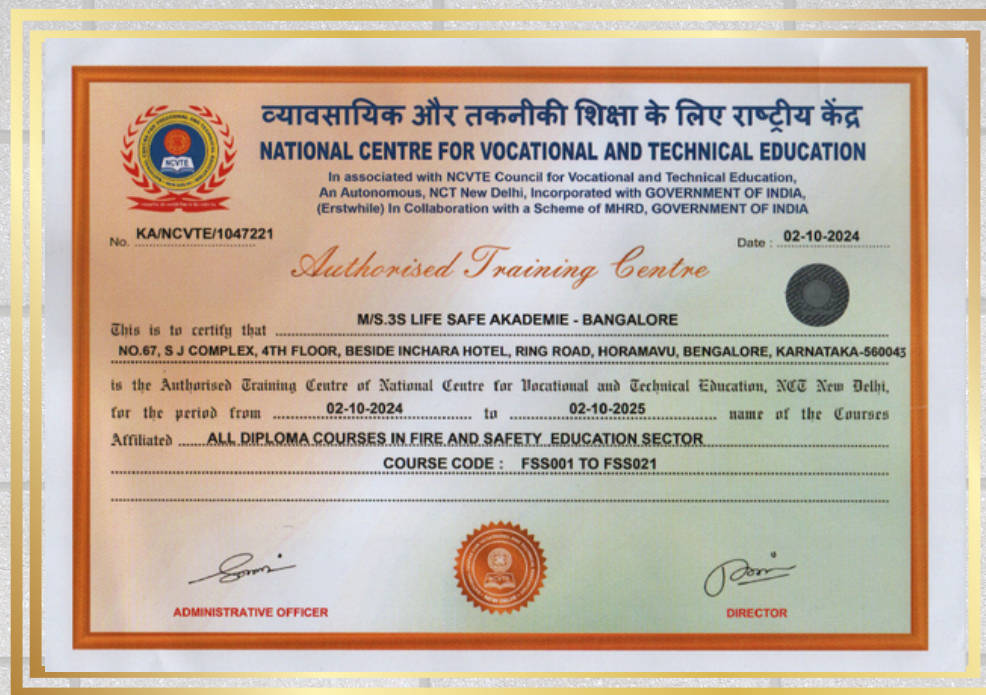 व्यावसायिक और तकनीकी शिक्षा के लिए राष्ट्रीय केंद्र
NATIONAL CENTRE FOR VOCATIONAL AND TECHNICAL EDUCATION
In associated with NCVTE Council for Vocational and Technical Education,
An Autonomous, NCT New Delhi, Incorporated with GOVERNMENT OF INDIA,
(Erstwhile) In Collaboration with a Scheme of MHRD, GOVERNMENT OF INDIA
NCVTE
No. KA/NCVTE/1047221
Date : 02-10-2024
Authorised Training Centre
This is to certify that M/S.3S LIFE SAFE AKADEMIE - BANGALORE
NO.67, S J COMPLEX, 4TH FLOOR, BESIDE INCHARA HOTEL, RING ROAD, HORAMAVU, BENGALORE, KARNATAKA-560043
is the Authorised Training Centre of National Centre for Vocational and Technical Education, NCT New Delhi,
for the period from 02-10-2024 to 02-10-2025 name of the Courses
Affiliated ALL DIPLOMA COURSES IN FIRE AND SAFETY EDUCATION SECTOR
COURSE CODE : FSS001 TO FSS021
ADMINISTRATIVE OFFICER
DIRECTOR